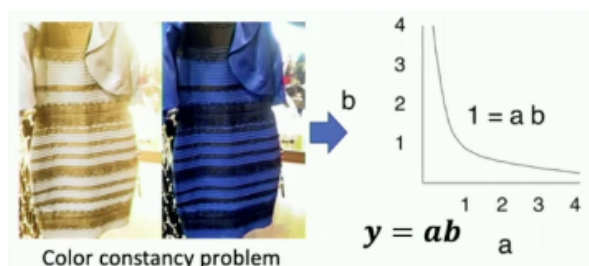 Color constancy problem
b
4
3
2
1
1 = a b
1 2 3 4
y = ab
a